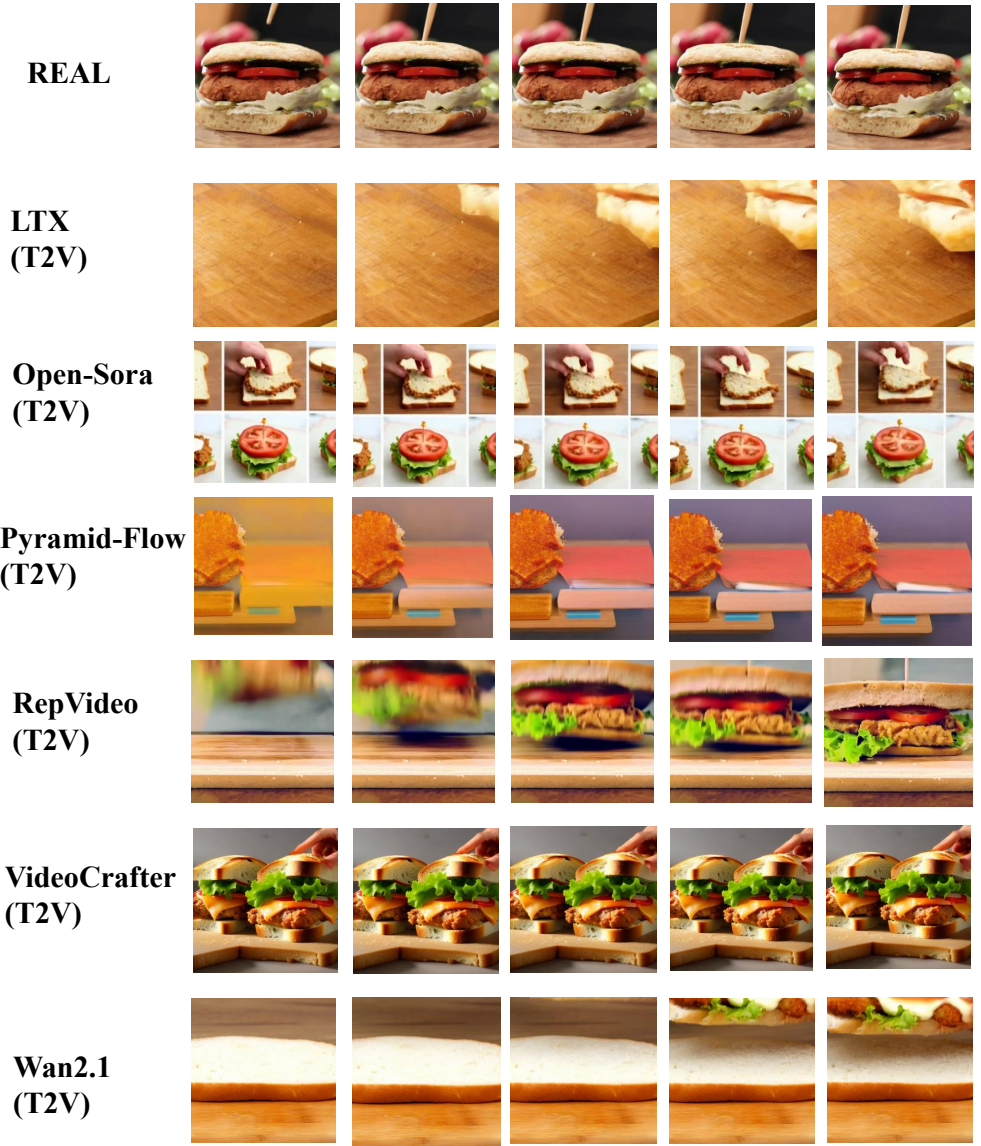 REAL
LTX
(T2V)
Open-Sora
(T2V)
Pyramid-Flow
(T2V)
RepVideo
(T2V)
VideoCrafter
(T2V)
Wan2.1
(T2V)